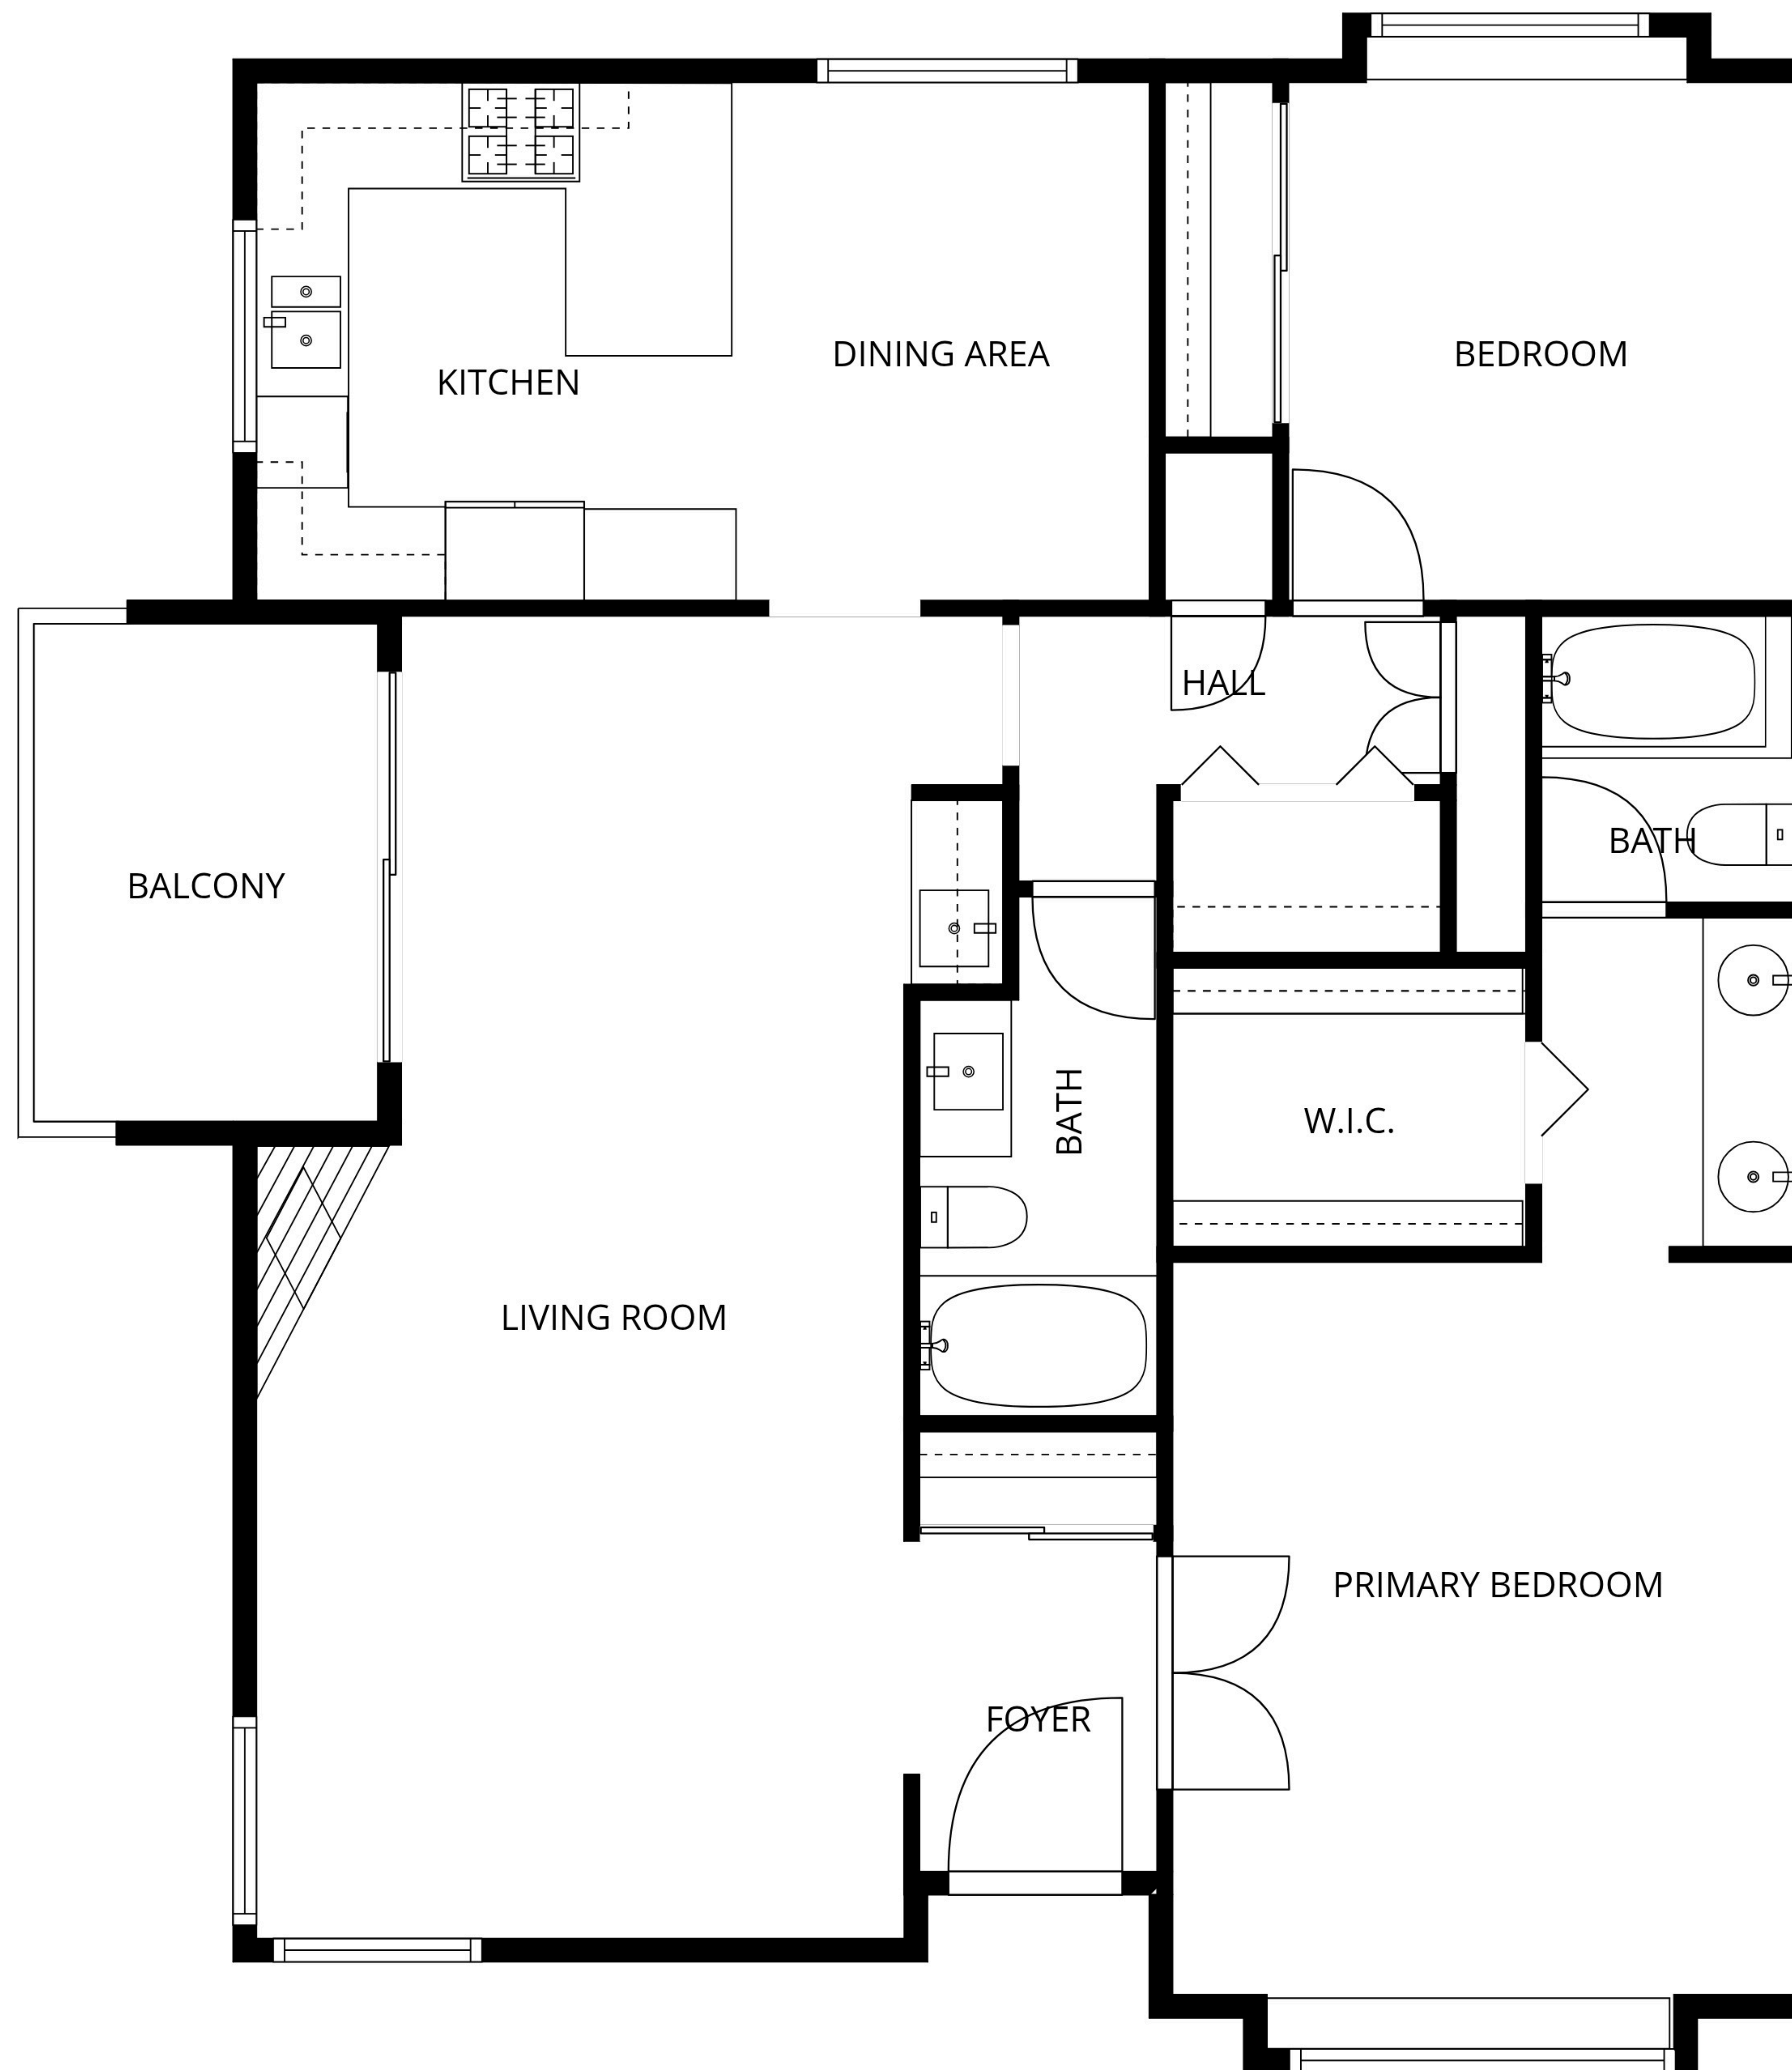 DINING AREA
BEDROOM
KITCHEN
HALL
BATH
BALCONY
BATH
W.I.C.
LIVING ROOM
PRIMARY BEDROOM
FOYER